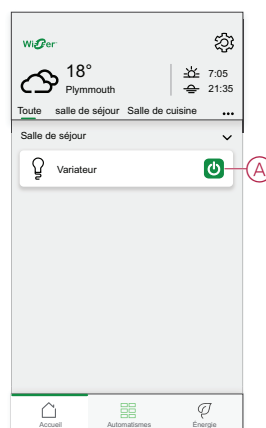 Wiser
18°
Plymmouth
7:05
21:35
Toute salle de séjour Salle de cuisine ...
Salle de séjour
Variateur
A
Accueil Automatismes Énergie